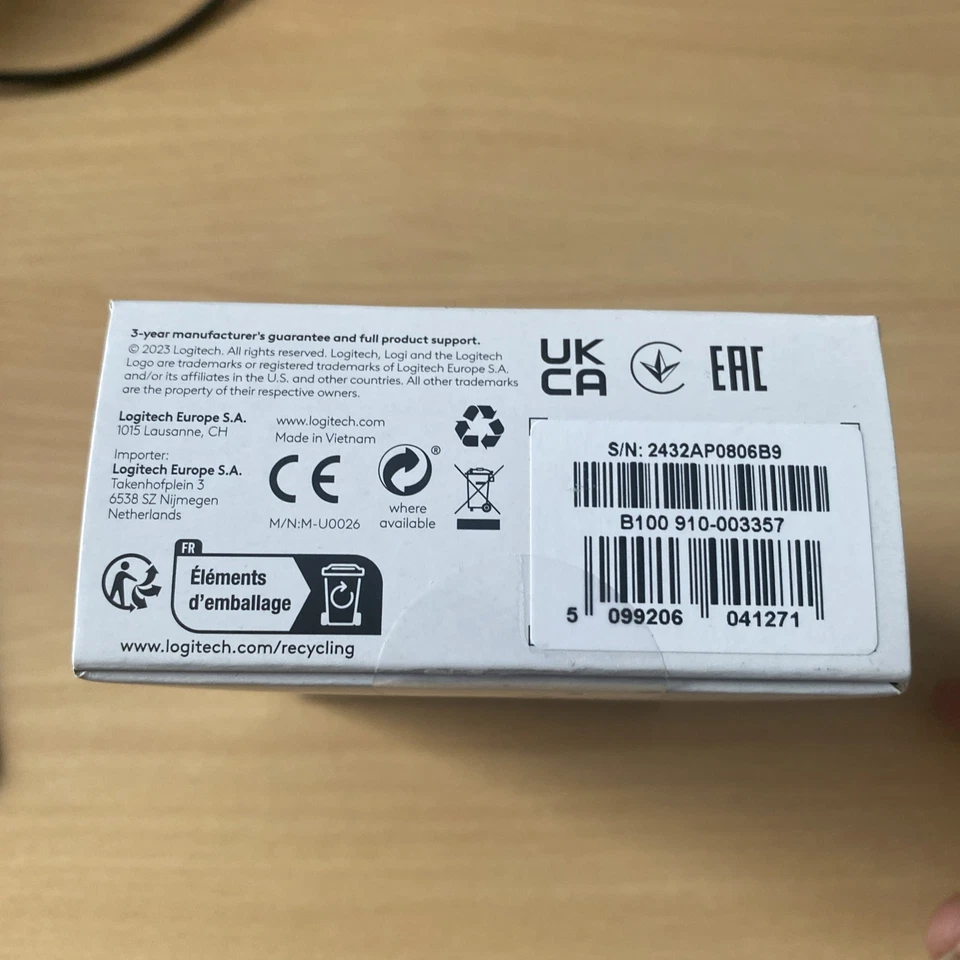 3-year manufacturer's guarantee and full product support.
© 2023 Logitech. All rights reserved. Logitech, Logi and the Logitech
Logo are trademarks or registered trademarks of Logitech Europe S.A.
and/or its affiliates in the U.S. and other countries. All other trademarks
are the property of their respective owners.
UK
CA
EAC
Logitech Europe S.A.
1015 Lausanne, CH
Importer:
Logitech Europe S.A.
Takenhofplein 3
6538 SZ Nijmegen
Netherlands
www.logitech.com
Made in Vietnam
CE
M/N:M-U0026
®
where
available
FR
Éléments
d'emballage
www.logitech.com/recycling
S/N: 2432AP0806B9
B100 910-003357
5 099206 041271